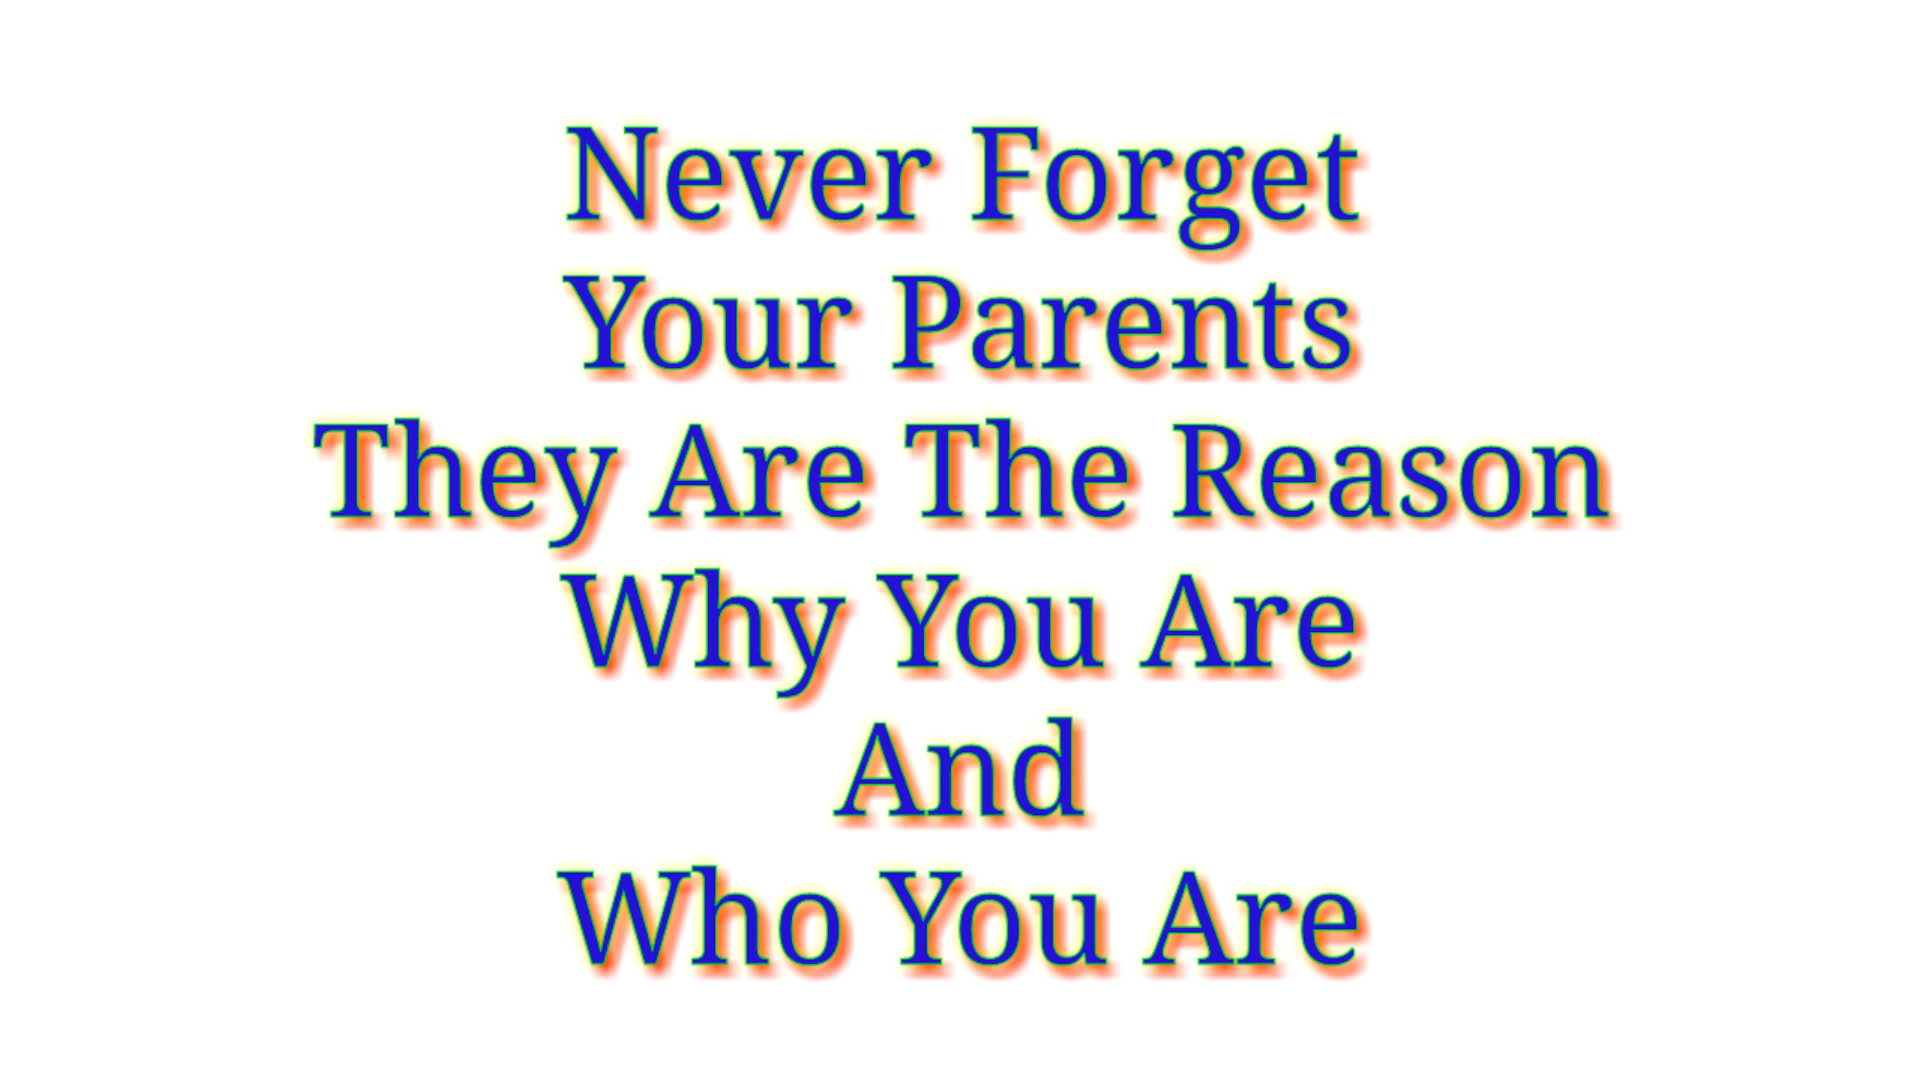 Never Forget
Your Parents
They Are The Reason
Why You Are
And
Who You Are